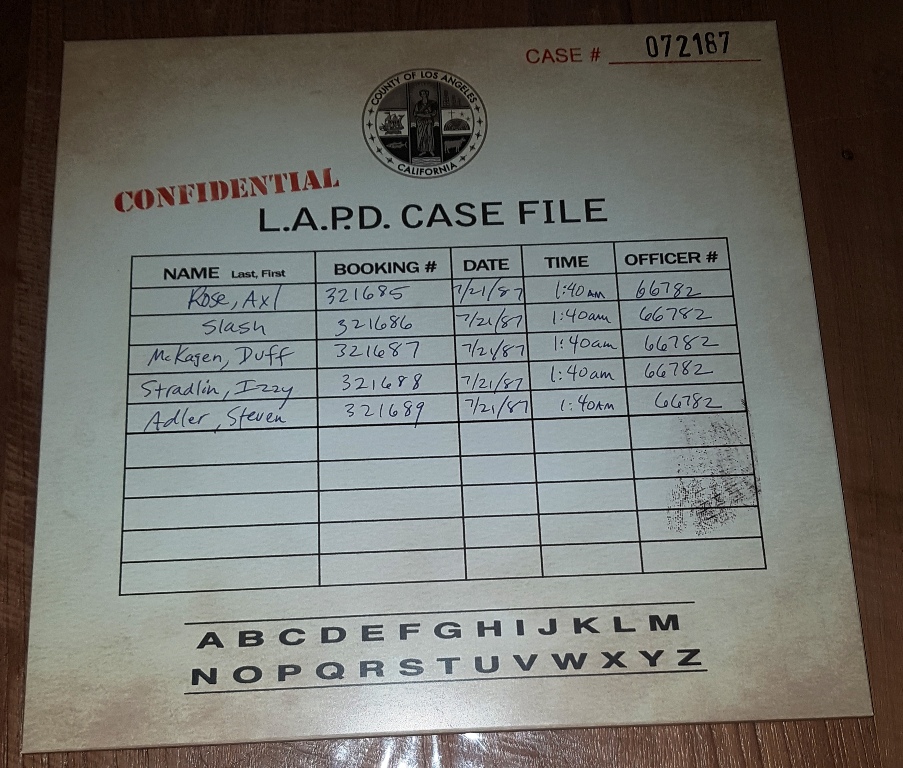 CASE # 072187
COUNTY OF LOS ANGELES
CALIFORNIA
CONFIDENTIAL
L.A.P.D. CASE FILE
NAME Last, First BOOKING # DATE TIME OFFICER #
Rose, Axl 321685 7/21/87 1:40 AM 66782
Slash 321686 7/21/87 1:40am 66782
McKagen, Duff 321687 7/21/87 1:40am 66782
Stradlin, Izzy 321688 7/21/87 1:40am 66782
Adler, Steven 321689 7/21/87 1:40AM 66782
A B C D E F G H I J K L M
N O P Q R S T U V W X Y Z